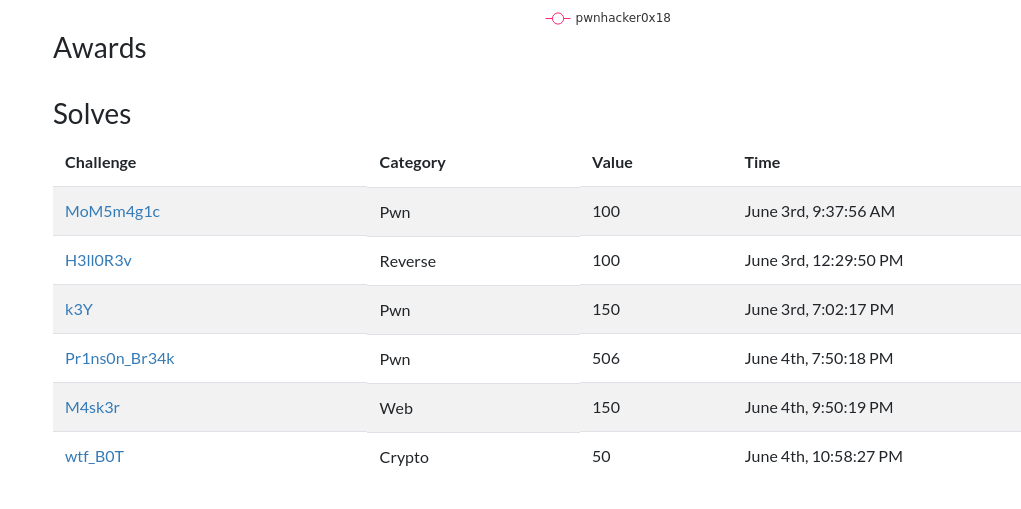 pwnhacker0x18
Awards
Solves
Challenge Category Value Time
MoM5m4g1c Pwn 100 June 3rd, 9:37:56 AM
H3ll0R3v Reverse 100 June 3rd, 12:29:50 PM
k3Y Pwn 150 June 3rd, 7:02:17 PM
Pr1ns0n_Br34k Pwn 506 June 4th, 7:50:18 PM
M4sk3r Web 150 June 4th, 9:50:19 PM
wtf_B0T Crypto 50 June 4th, 10:58:27 PM